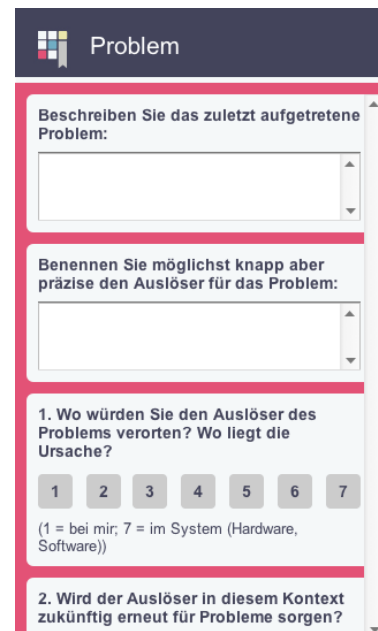 Problem
Beschreiben Sie das zuletzt aufgetretene
Problem:
Benennen Sie möglichst knapp aber
präzise den Auslöser für das Problem:
1. Wo würden Sie den Auslöser des
Problems verorten? Wo liegt die
Ursache?
1 2 3 4 5 6 7
(1 = bei mir; 7 = im System (Hardware,
Software))
2. Wird der Auslöser in diesem Kontext
zukünftig erneut für Probleme sorgen?